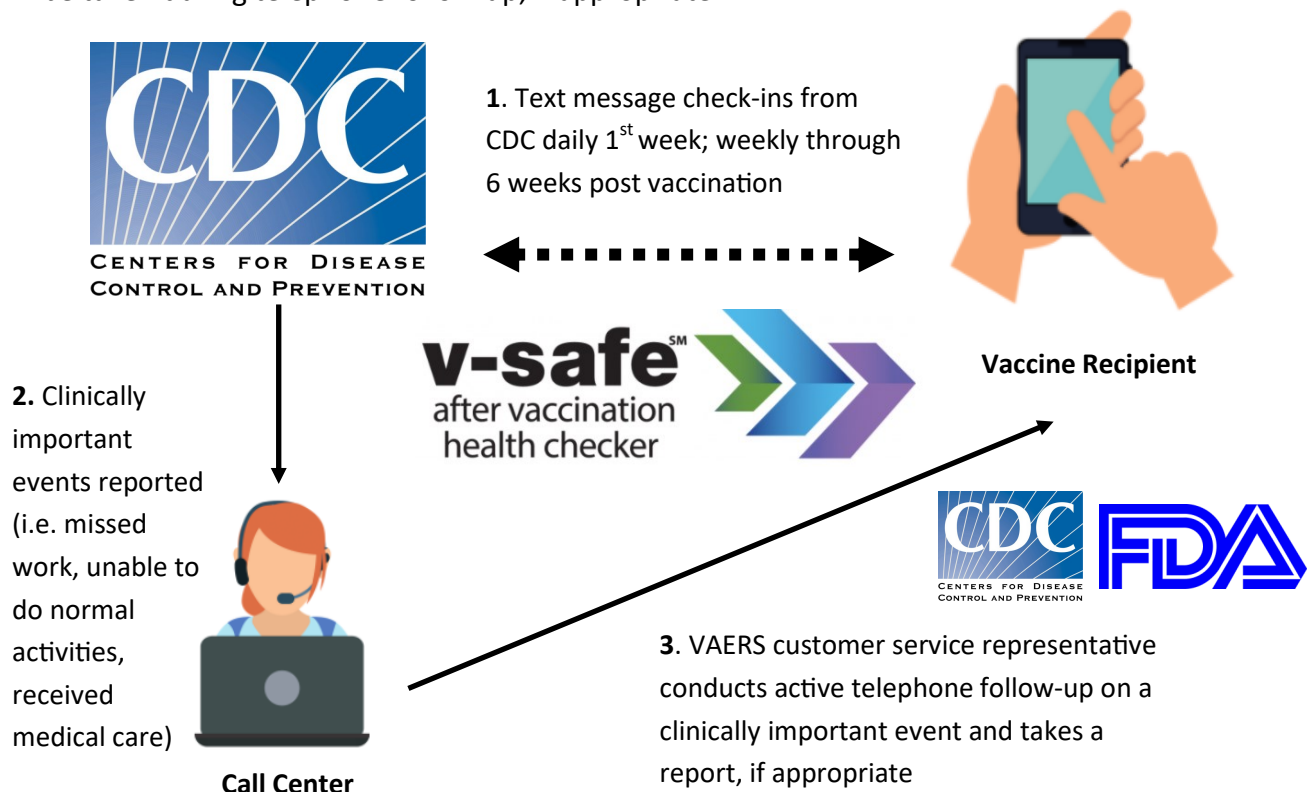 CDC
CENTERS FOR DISEASE
CONTROL AND PREVENTION
1. Text message check-ins from
CDC daily 1st week; weekly through
6 weeks post vaccination
v-safe℠
after vaccination
health checker
Vaccine Recipient
2. Clinically
important
events reported
(i.e. missed
work, unable to
do normal
activities,
received
medical care)
Call Center
CDC
CENTERS FOR DISEASE
CONTROL AND PREVENTION
FDA
3. VAERS customer service representative
conducts active telephone follow-up on a
clinically important event and takes a
report, if appropriate